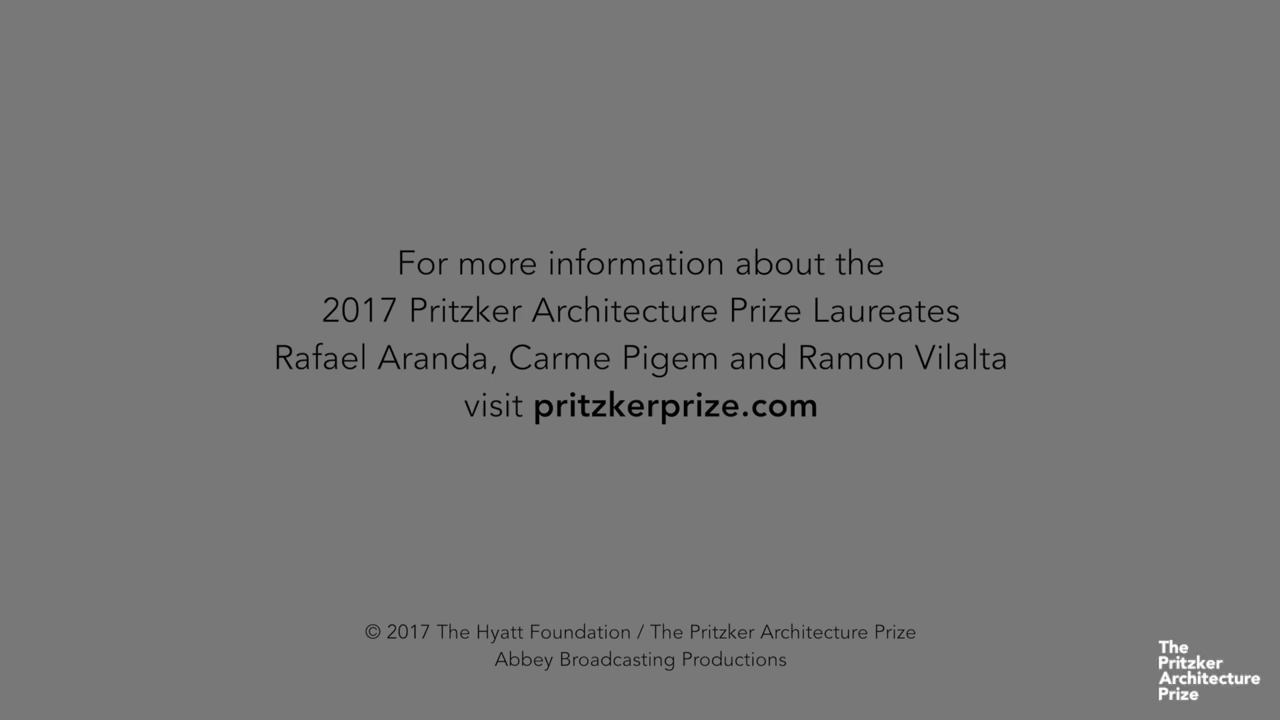 For more information about the
2017 Pritzker Architecture Prize Laureates
Rafael Aranda, Carme Pigem and Ramon Vilalta
visit pritzkerprize.com
© 2017 The Hyatt Foundation / The Pritzker Architecture Prize
Abbey Broadcasting Productions
The
Pritzker
Architecture
Prize